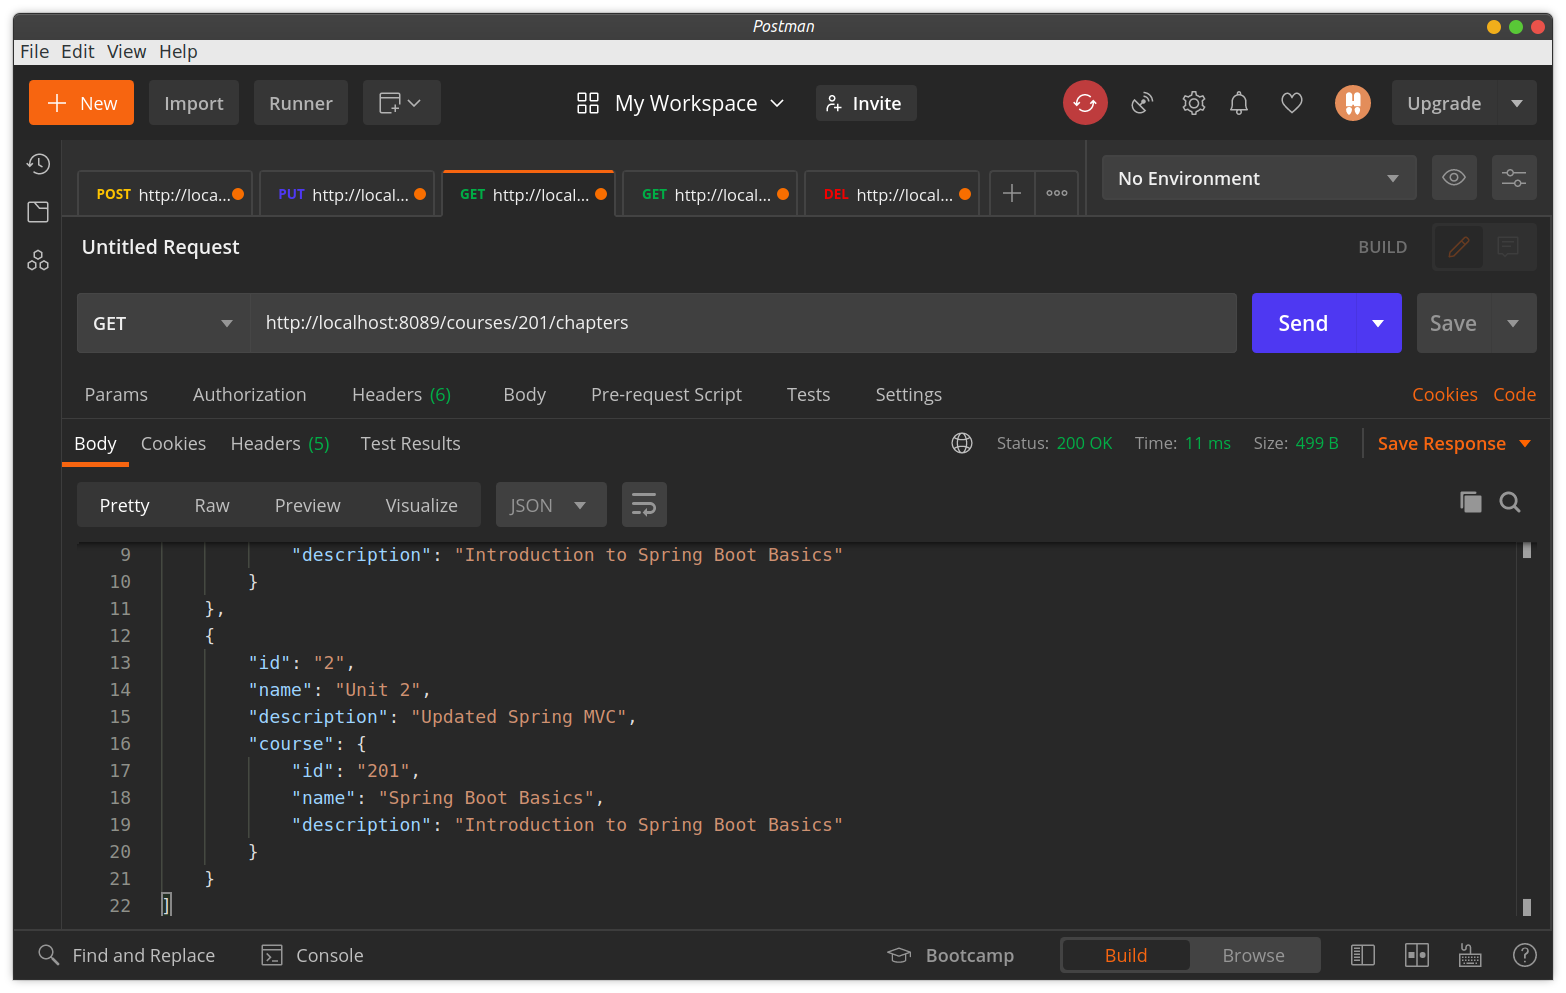 Postman
File Edit View Help
New Import Runner My Workspace Invite Upgrade
POST http://loca... PUT http://local... GET http://local... GET http://local... DEL http://local... No Environment
Untitled Request BUILD
GET http://localhost:8089/courses/201/chapters Send Save
Params Authorization Headers (6) Body Pre-request Script Tests Settings Cookies Code
Body Cookies Headers (5) Test Results Status: 200 OK Time: 11 ms Size: 499 B Save Response
Pretty Raw Preview Visualize JSON
9 "description": "Introduction to Spring Boot Basics"
10 }
11 },
12 {
13 "id": "2",
14 "name": "Unit 2",
15 "description": "Updated Spring MVC",
16 "course": {
17 "id": "201",
18 "name": "Spring Boot Basics",
19 "description": "Introduction to Spring Boot Basics"
20 }
21 }
22 ]
Find and Replace Console Bootcamp Build Browse